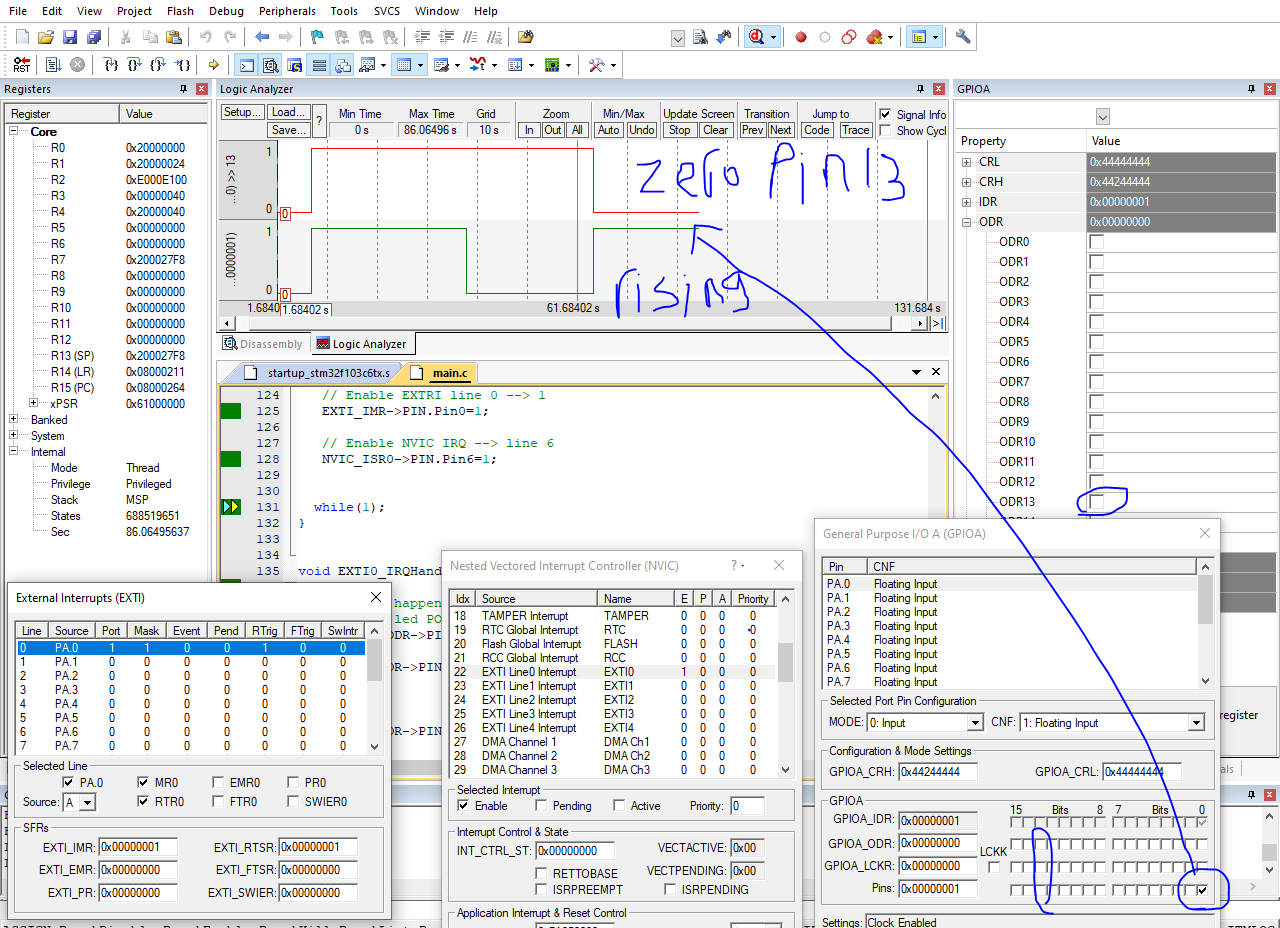 File Edit View Project Flash Debug Peripherals Tools SVCS Window Help
Registers
Register Value
Core
R0 0x20000000
R1 0x20000024
R2 0xE000E100
R3 0x00000040
R4 0x20000040
R5 0x00000000
R6 0x00000000
R7 0x200027F8
R8 0x00000000
R9 0x00000000
R10 0x00000000
R11 0x00000000
R12 0x00000000
R13 (SP) 0x200027F8
R14 (LR) 0x08000211
R15 (PC) 0x08000264
xPSR 0x61000000
Banked
System
Internal
Mode Thread
Privilege Privileged
Stack MSP
States 688519651
Sec 86.06495637
Logic Analyzer
Setup... Load... Save... ?
Min Time Max Time Grid Zoom Min/Max Update Screen Transition Jump to Signal Info
0 s 86.06496 s 10 s In Out All Auto Undo Stop Clear Prev Next Code Trace Show Cycl
...0) >> 13
1
0
0
...0000001)
1
0
0
zero Pin13
rising
1.6840 1.68402 s 61.68402 s 131.684 s
Disassembly Logic Analyzer
startup_stm32f103c6tx.s main.c
124 // Enable EXTRI line 0 --> 1
125 EXTI_IMR->PIN.Pin0=1;
126
127 // Enable NVIC IRQ --> line 6
128 NVIC_ISR0->PIN.Pin6=1;
129
130
131 while(1);
132 }
133
134
135 void EXTI0_IRQHand
happen
led PO
DR->PI
DR->PIN
DR->PIN
GPIOA
Property Value
CRL 0x44444444
CRH 0x44244444
IDR 0x00000001
ODR 0x00000000
ODR0
ODR1
ODR2
ODR3
ODR4
ODR5
ODR6
ODR7
ODR8
ODR9
ODR10
ODR11
ODR12
ODR13
egister
als
External Interrupts (EXTI)
Line Source Port Mask Event Pend RTrig FTrig SwIntr
0 PA.0 1 1 0 0 1 0 0
1 PA.1 0 0 0 0 0 0 0
2 PA.2 0 0 0 0 0 0 0
3 PA.3 0 0 0 0 0 0 0
4 PA.4 0 0 0 0 0 0 0
5 PA.5 0 0 0 0 0 0 0
6 PA.6 0 0 0 0 0 0 0
7 PA.7 0 0 0 0 0 0 0
Selected Line
PA.0 MR0 EMR0 PR0
Source: A RTR0 FTR0 SWIER0
SFRs
EXTI_IMR: 0x00000001 EXTI_RTSR: 0x00000001
EXTI_EMR: 0x00000000 EXTI_FTSR: 0x00000000
EXTI_PR: 0x00000000 EXTI_SWIER: 0x00000000
Nested Vectored Interrupt Controller (NVIC)
Idx Source Name E P A Priority
18 TAMPER Interrupt TAMPER 0 0 0 0
19 RTC Global Interrupt RTC 0 0 0 0
20 Flash Global Interrupt FLASH 0 0 0 0
21 RCC Global Interrupt RCC 0 0 0 0
22 EXTI Line0 Interrupt EXTI0 1 0 0 0
23 EXTI Line1 Interrupt EXTI1 0 0 0 0
24 EXTI Line2 Interrupt EXTI2 0 0 0 0
25 EXTI Line3 Interrupt EXTI3 0 0 0 0
26 EXTI Line4 Interrupt EXTI4 0 0 0 0
27 DMA Channel 1 DMA Ch1 0 0 0 0
28 DMA Channel 2 DMA Ch2 0 0 0 0
29 DMA Channel 3 DMA Ch3 0 0 0 0
Selected Interrupt
Enable Pending Active Priority: 0
Interrupt Control & State
INT_CTRL_ST: 0x00000000 VECTACTIVE: 0x00
RETTOBASE VECTPENDING: 0x00
ISRPREEMPT ISRPENDING
Application Interrupt & Reset Control
General Purpose I/O A (GPIOA)
Pin CNF
PA.0 Floating Input
PA.1 Floating Input
PA.2 Floating Input
PA.3 Floating Input
PA.4 Floating Input
PA.5 Floating Input
PA.6 Floating Input
PA.7 Floating Input
Selected Port Pin Configuration
MODE: 0: Input CNF: 1: Floating Input
Configuration & Mode Settings
GPIOA_CRH: 0x44244444 GPIOA_CRL: 0x44444444
GPIOA 15 Bits 8 7 Bits 0
GPIOA_IDR: 0x00000001
GPIOA_ODR: 0x00000000
GPIOA_LCKR: 0x00000000 LCKK
Pins: 0x00000001
Settings: Clock Enabled